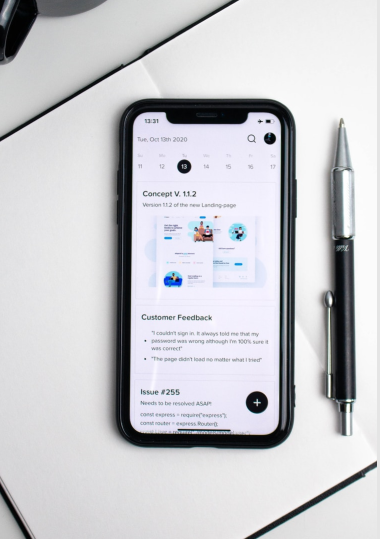 13:31
Tue, Oct 13th 2020
11 12 13 14 15 16 17
Concept V. 1.1.2
Version 1.1.2 of the new Landing-page
Customer Feedback
"I couldn't sign in. It always told me that my
• password was wrong although I'm 100% sure it
was correct"
• "The page didn't load no matter what I tried"
Issue #255
Needs to be resolved ASAP!
const express = require("express");
const router = express.Router();
+